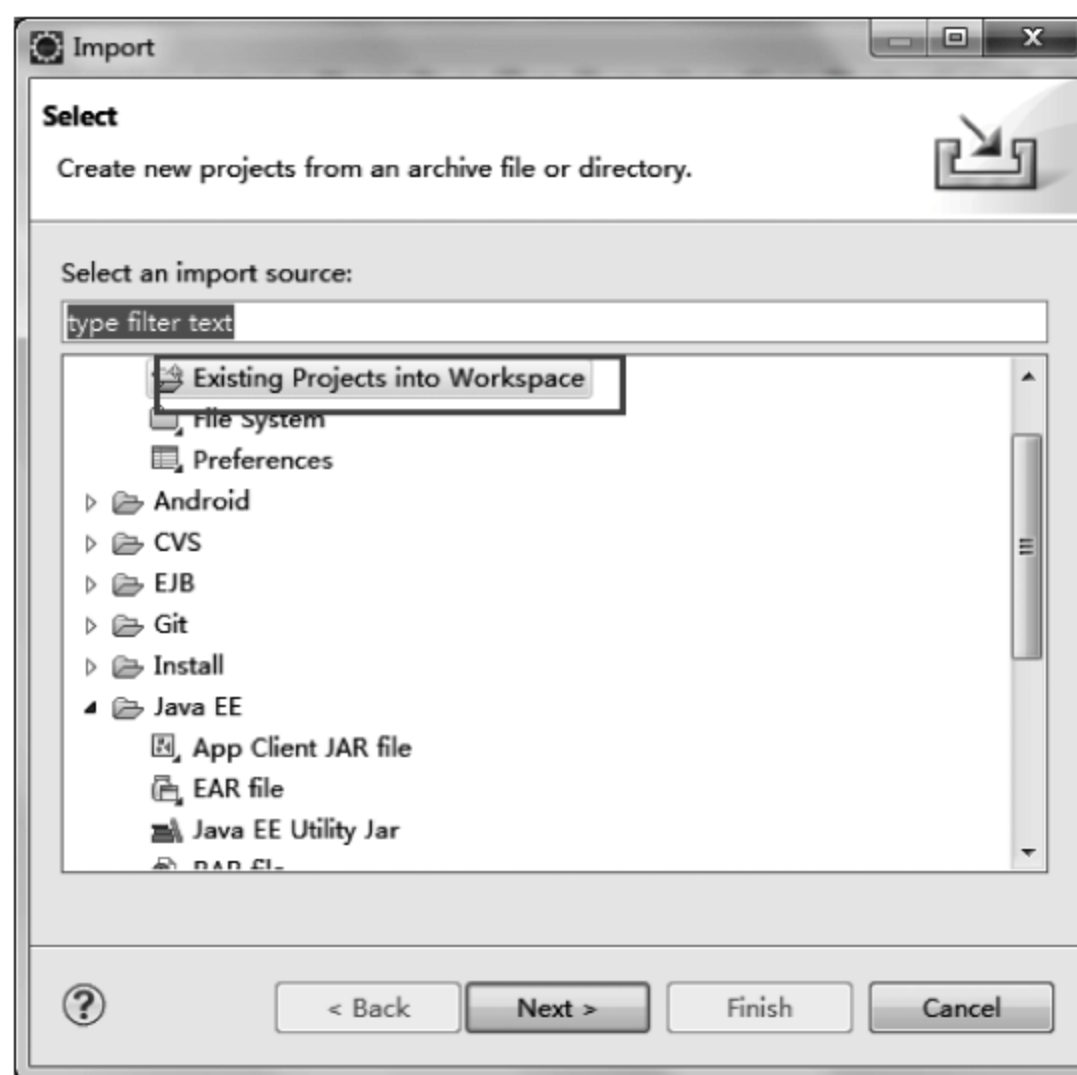 Import
Select
Create new projects from an archive file or directory.
Select an import source:
type filter text
Existing Projects into Workspace
File System
Preferences
Android
CVS
EJB
Git
Install
Java EE
App Client JAR file
EAR file
Java EE Utility Jar
RAR file
< Back Next > Finish Cancel